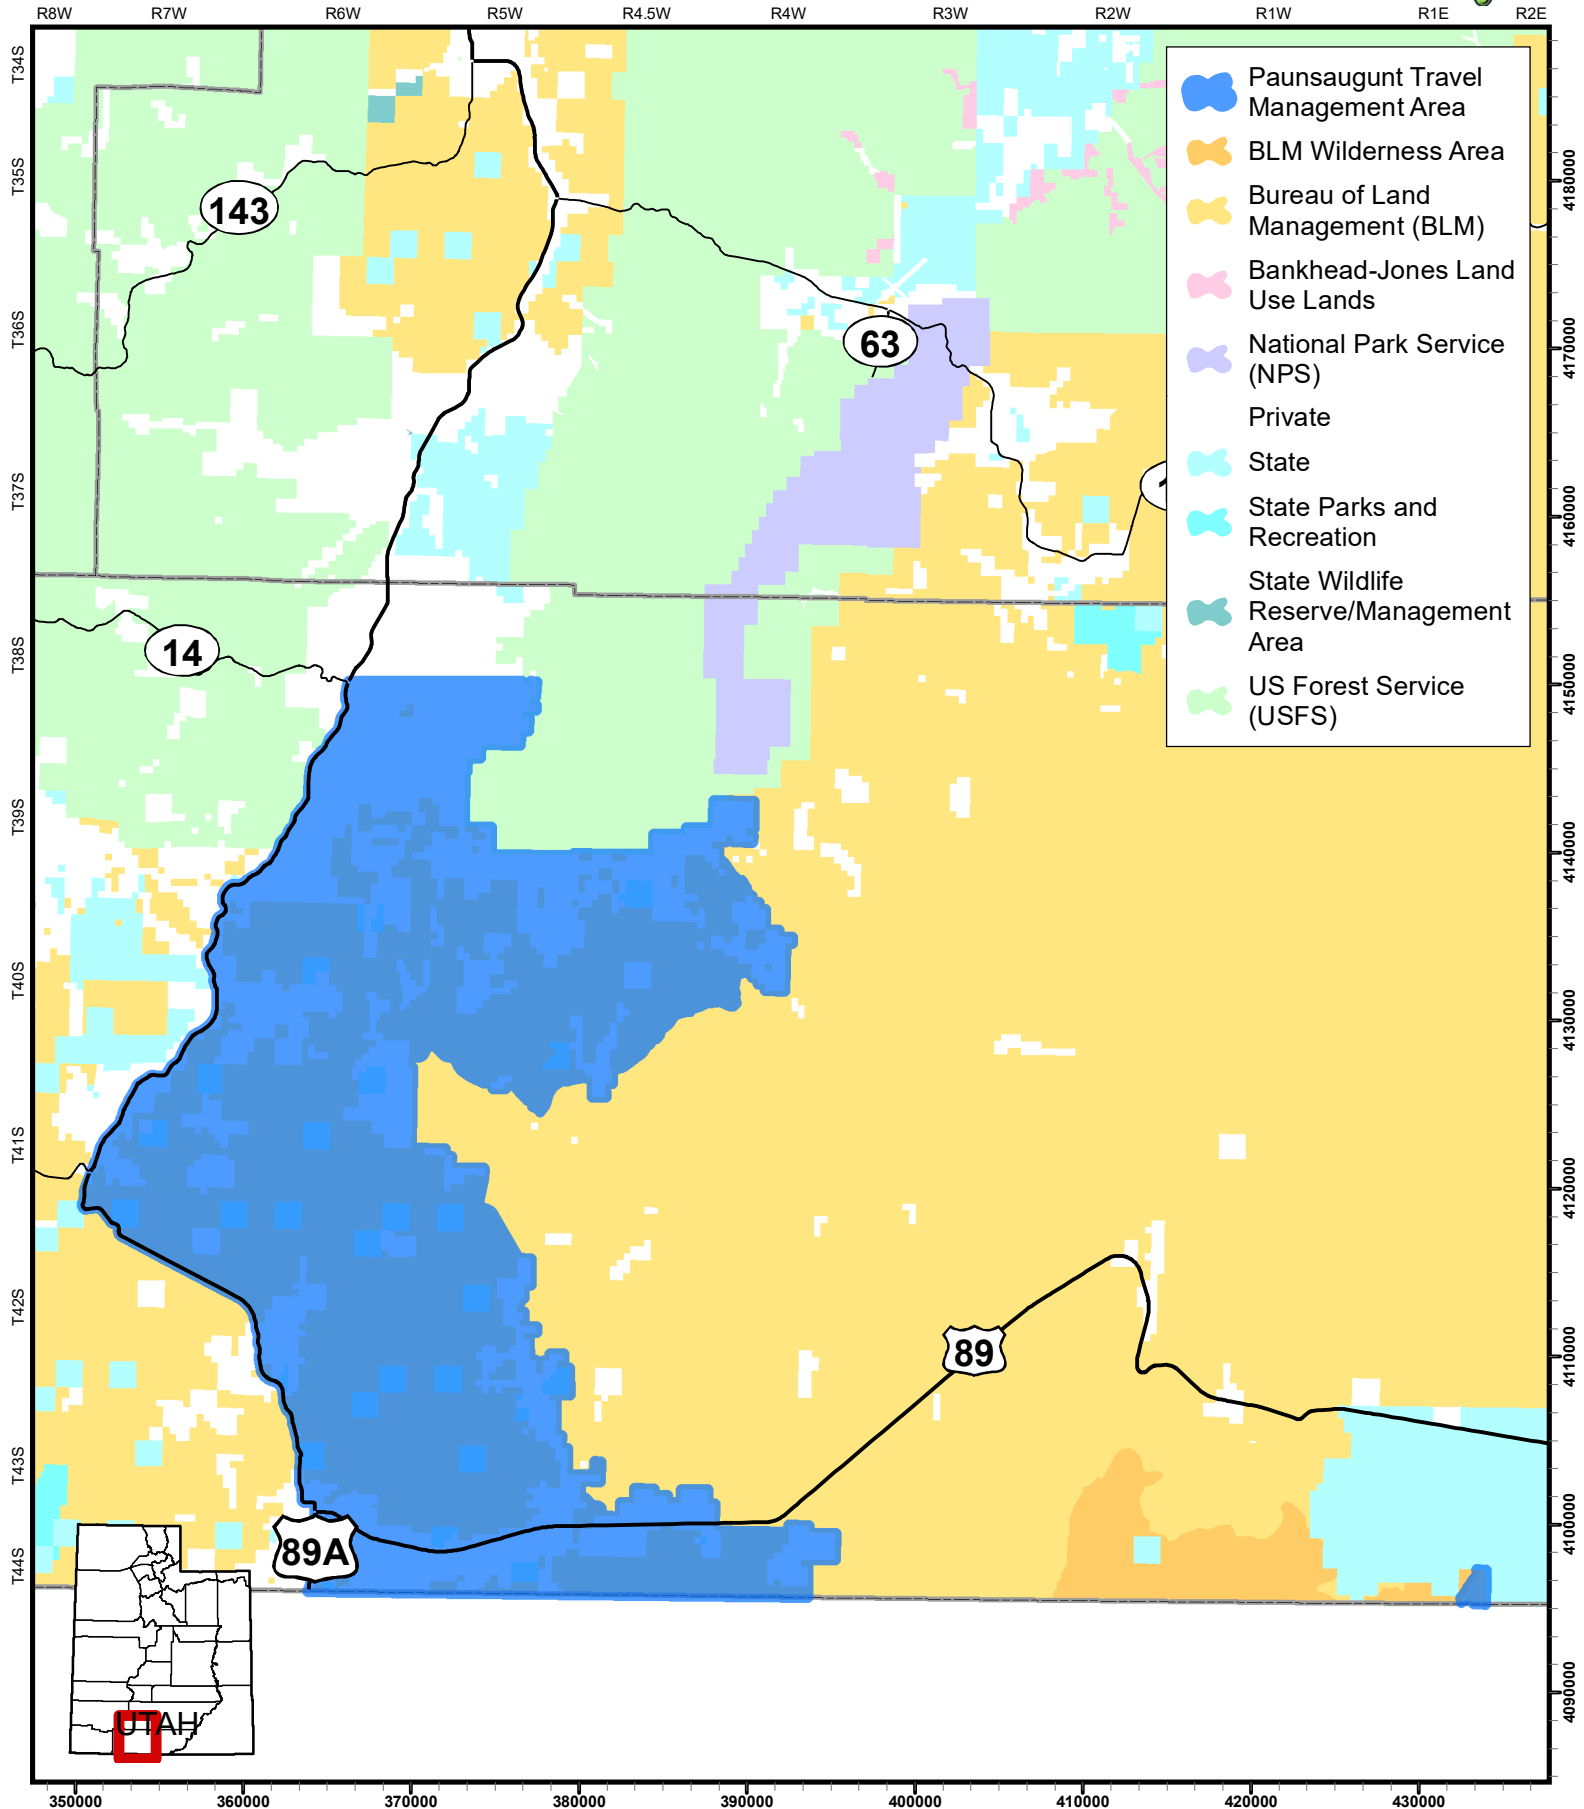 R8W R7W R6W R5W R4.5W R4W R3W R2W R1W R1E R2E
T34S
T35S
T36S
T37S
T38S
T39S
T40S
T41S
T42S
T43S
T44S
143
63
14
89
89A
Paunsaugunt Travel
Management Area
BLM Wilderness Area
Bureau of Land
Management (BLM)
Bankhead-Jones Land
Use Lands
National Park Service
(NPS)
Private
State
State Parks and
Recreation
State Wildlife
Reserve/Management
Area
US Forest Service
(USFS)
4180000
4170000
4160000
4150000
4140000
4130000
4120000
4110000
4100000
4090000
UTAH
350000 360000 370000 380000 390000 400000 410000 420000 430000